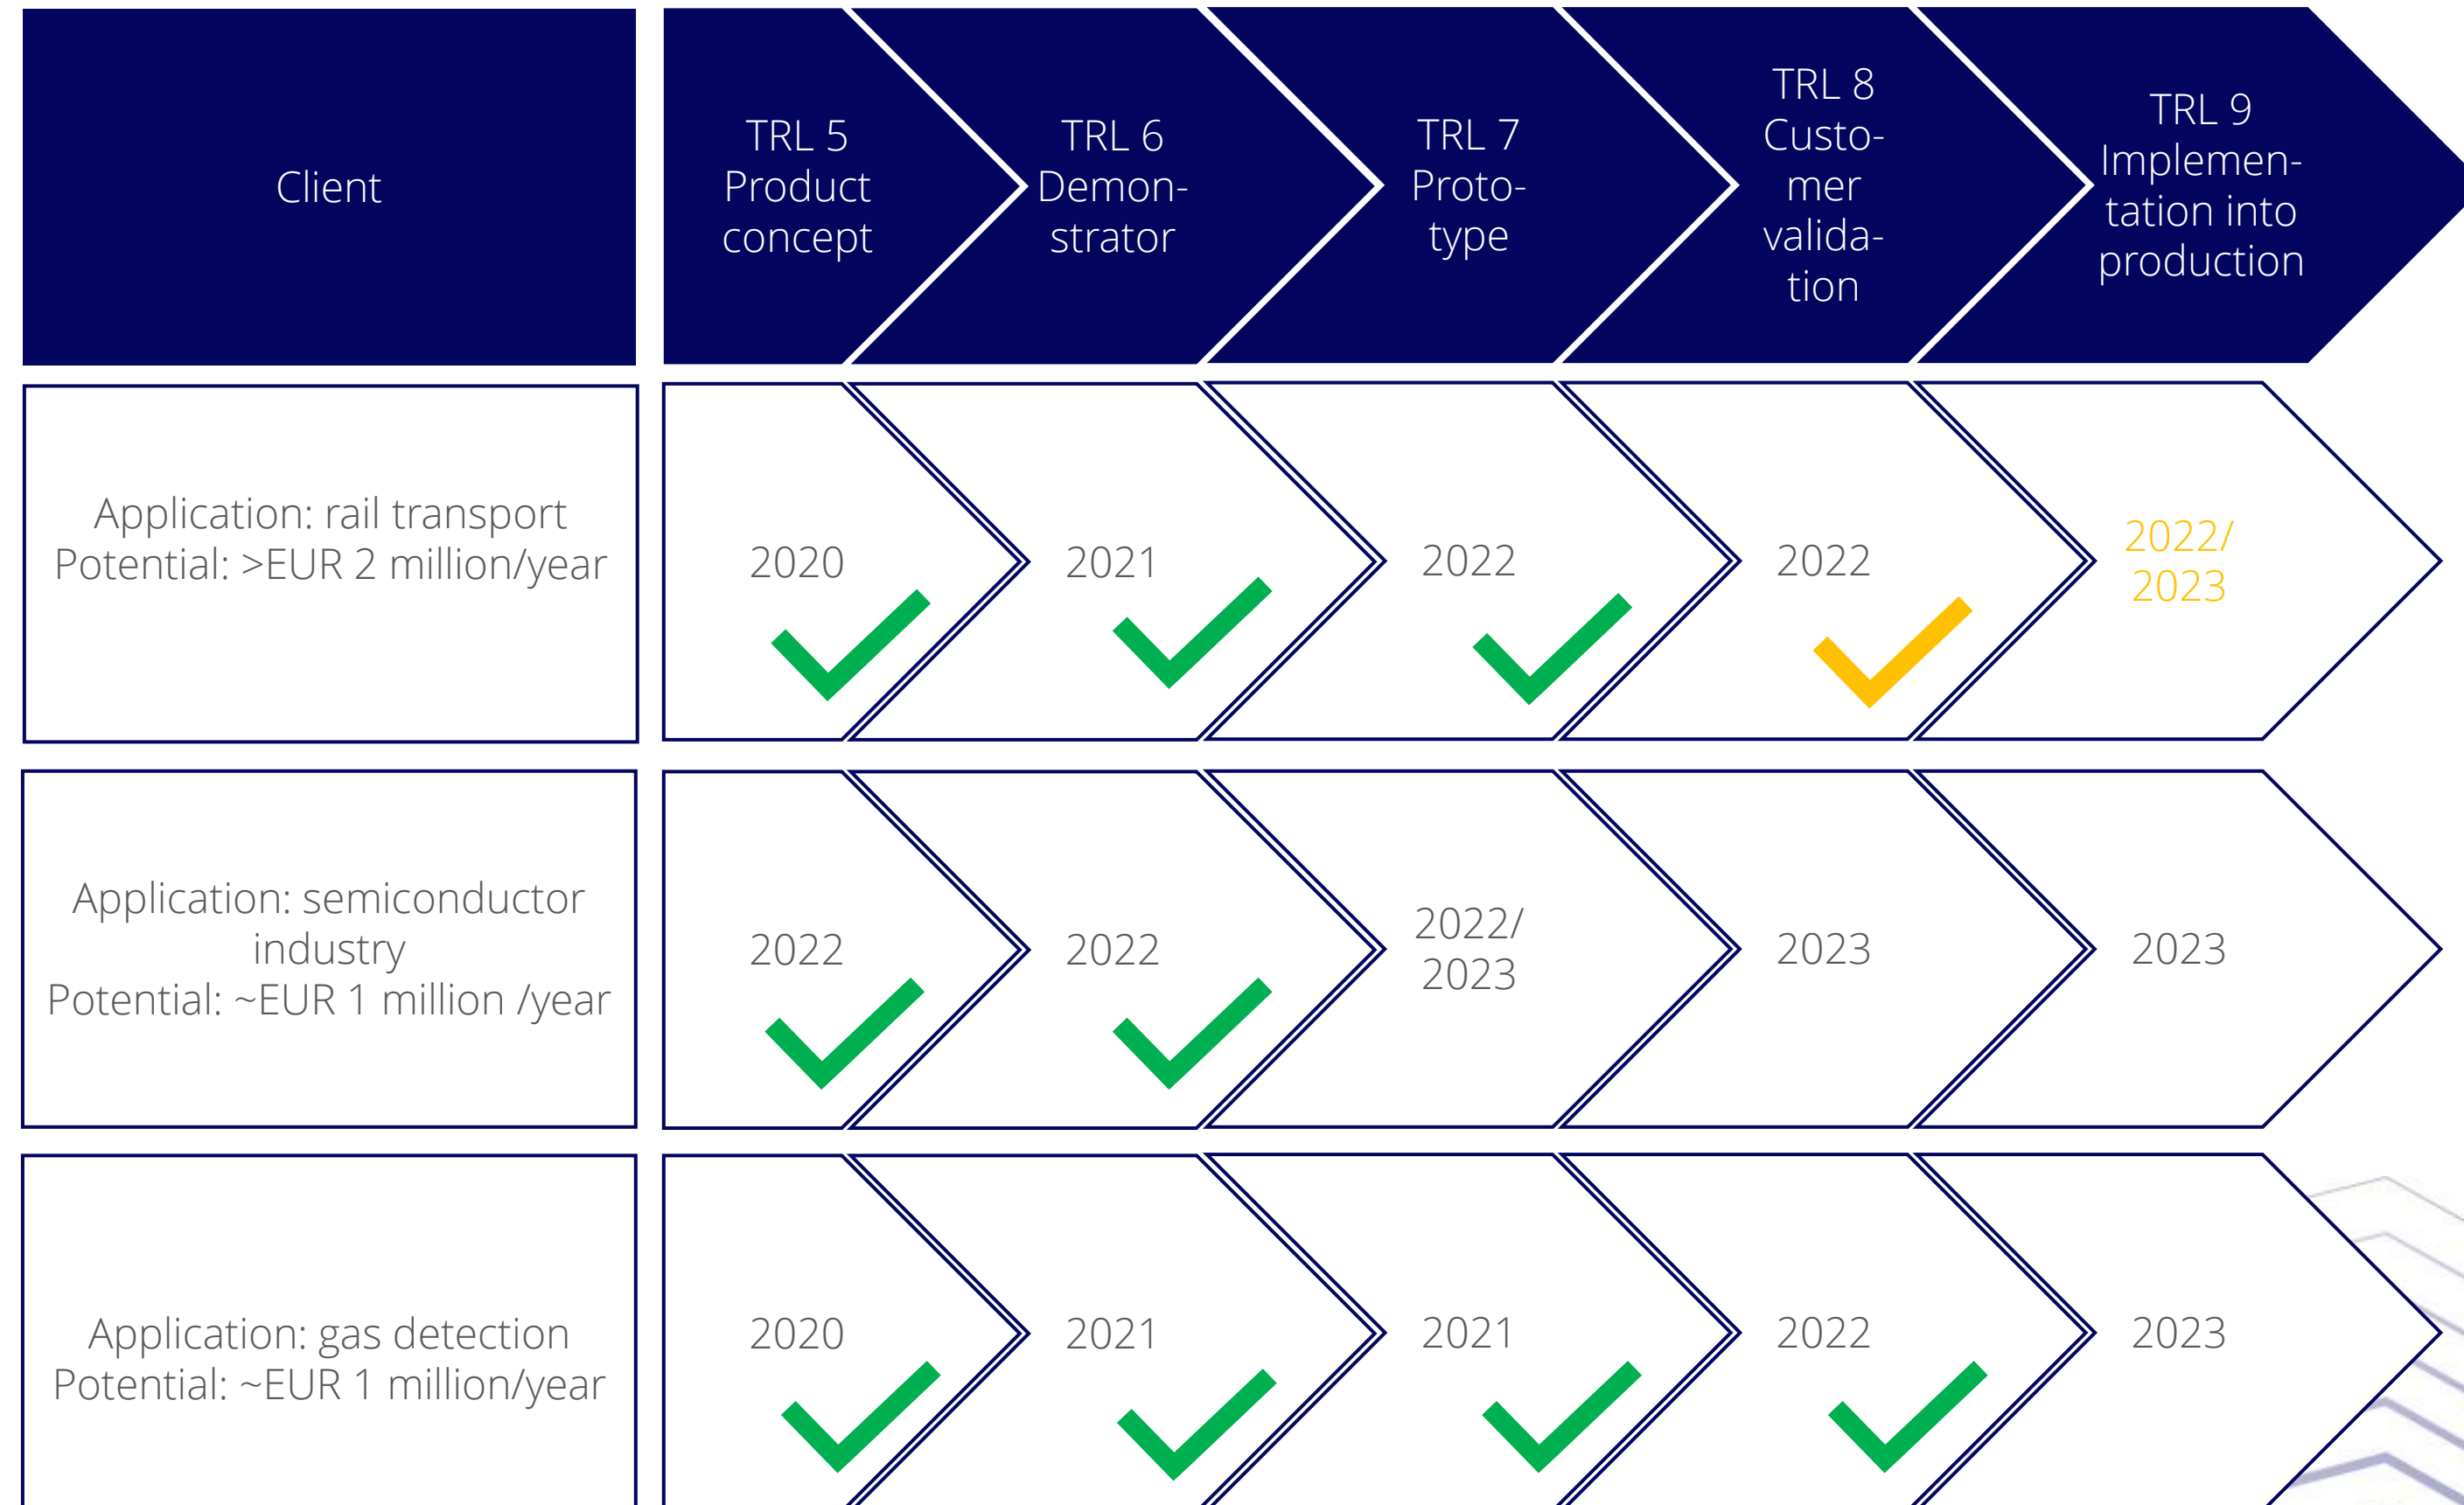 Client
TRL 5
Product
concept
TRL 6
Demon-
strator
TRL 7
Proto-
type
TRL 8
Custo-
mer
valida-
tion
TRL 9
Implemen-
tation into
production
Application: rail transport
Potential: >EUR 2 million/year
2020
2021
2022
2022
2022/
2023
Application: semiconductor
industry
Potential: ~EUR 1 million /year
2022
2022
2022/
2023
2023
2023
Application: gas detection
Potential: ~EUR 1 million/year
2020
2021
2021
2022
2023